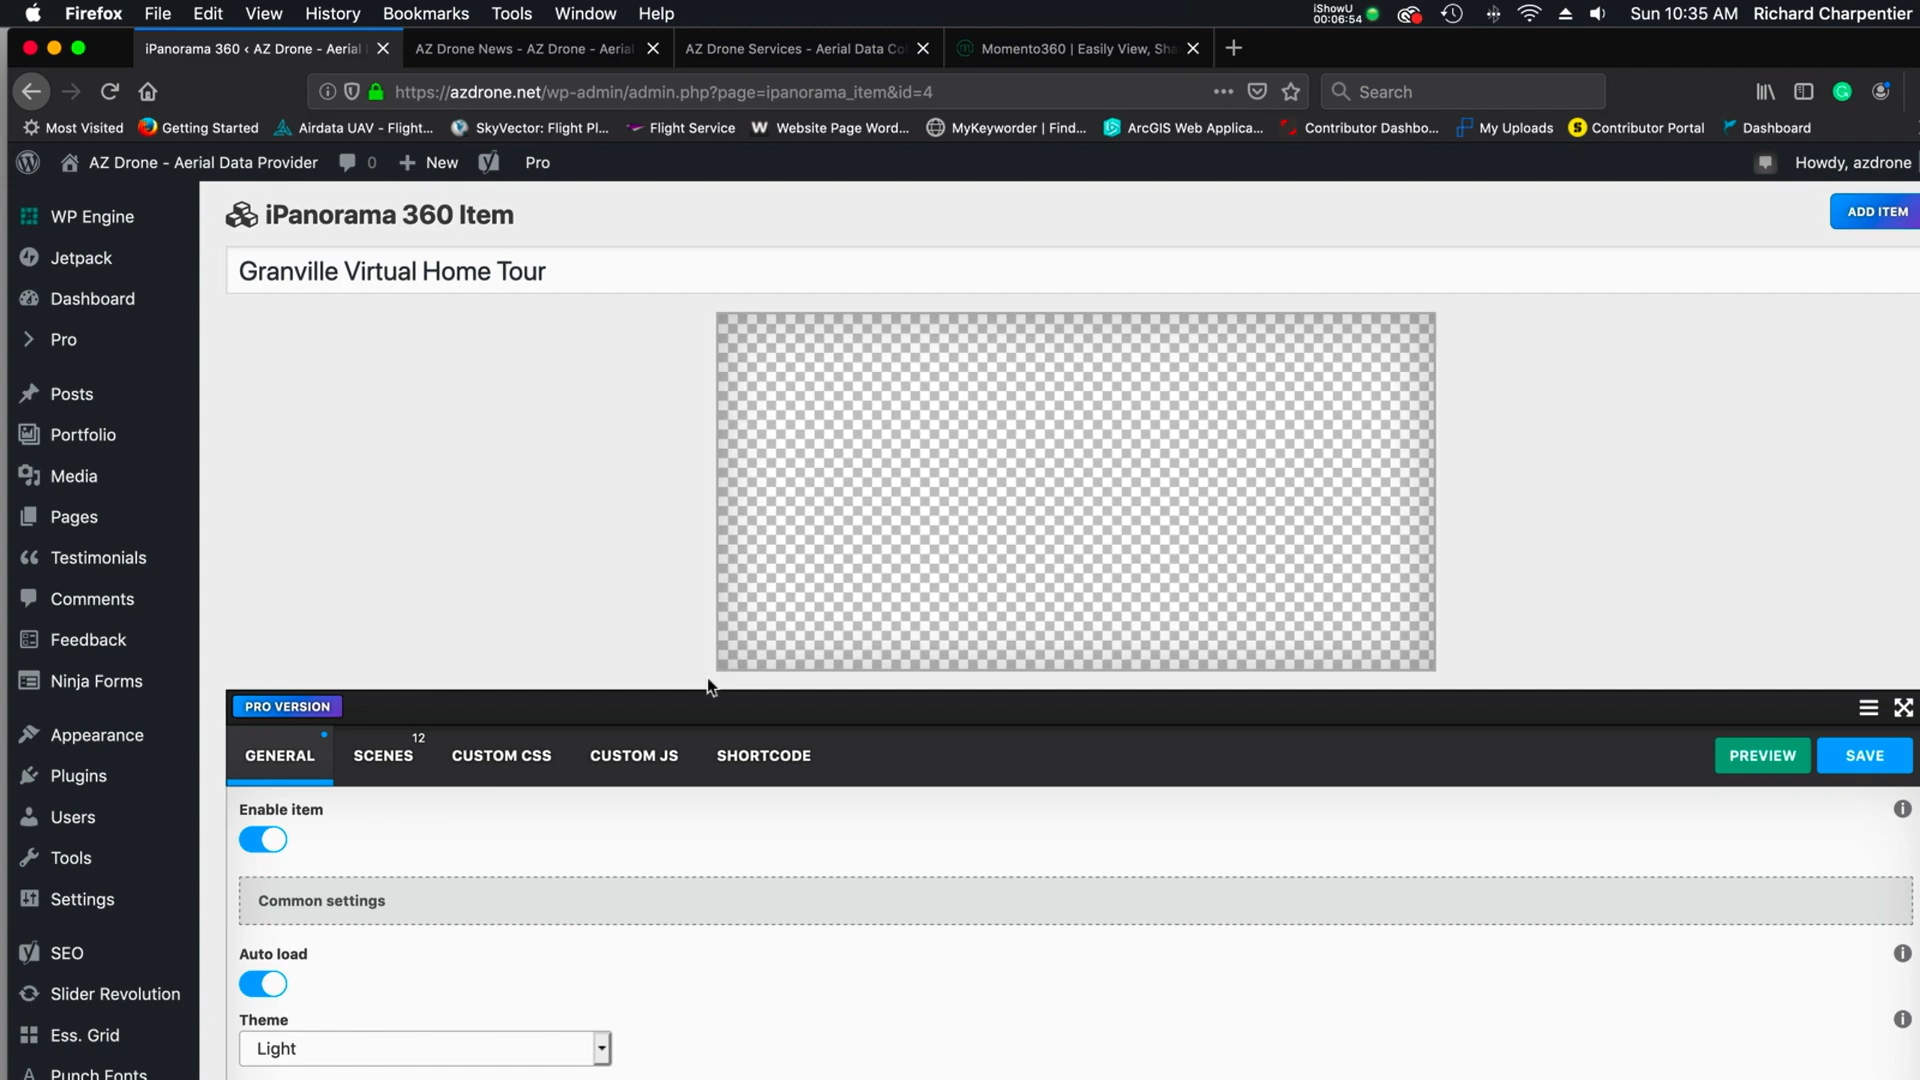 Firefox File Edit View History Bookmarks Tools Window Help iShowU 00:06:54 Sun 10:35 AM Richard Charpentier
iPanorama 360 ‹ AZ Drone - Aerial AZ Drone News - AZ Drone - Aerial AZ Drone Services - Aerial Data Co Momento360 | Easily View, Sha
https://azdrone.net/wp-admin/admin.php?page=ipanorama_item&id=4 Search
Most Visited Getting Started Airdata UAV - Flight... SkyVector: Flight Pl... Flight Service Website Page Word... MyKeyworder | Find... ArcGIS Web Applica... Contributor Dashbo... My Uploads Contributor Portal Dashboard
AZ Drone - Aerial Data Provider 0 New Pro Howdy, azdrone
WP Engine
Jetpack
Dashboard
Pro
Posts
Portfolio
Media
Pages
Testimonials
Comments
Feedback
Ninja Forms
Appearance
Plugins
Users
Tools
Settings
SEO
Slider Revolution
Ess. Grid
Punch Fonts
iPanorama 360 Item
ADD ITEM
Granville Virtual Home Tour
PRO VERSION
GENERAL SCENES 12 CUSTOM CSS CUSTOM JS SHORTCODE PREVIEW SAVE
Enable item
Common settings
Auto load
Theme
Light